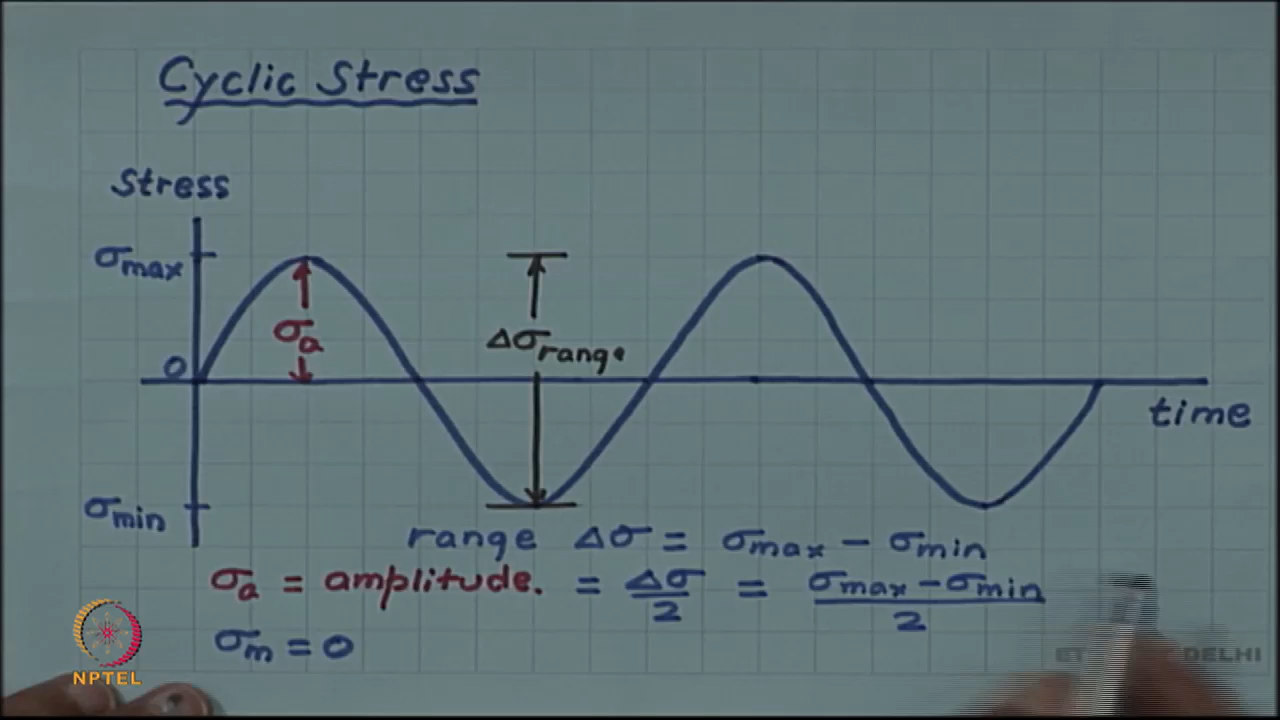 Cyclic Stress
Stress
σmax
σa
Δσrange
0
time
σmin
range Δσ = σmax - σmin
σa = amplitude. = Δσ/2 = σmax - σmin/2
σm = 0
NPTEL
DELHI